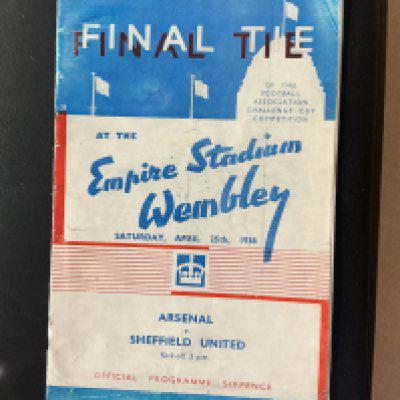 FINAL TIE
OF THE
FOOTBALL
ASSOCIATION
CHALLENGE CUP
COMPETITION
AT THE
Empire Stadium
Wembley
SATURDAY, APRIL 25th, 1936
ARSENAL
v.
SHEFFIELD UNITED
Kick-off 3 p.m.
OFFICIAL PROGRAMME SIXPENCE